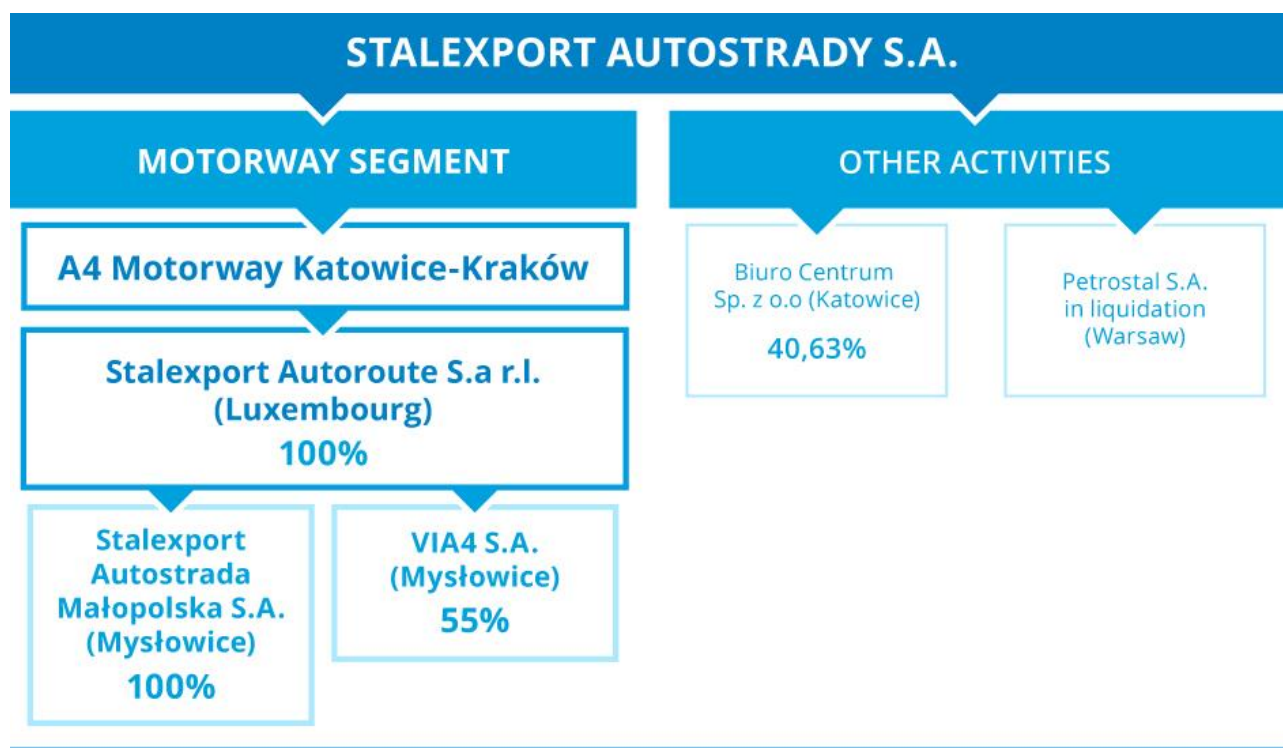 STALEXPORT AUTOSTRADY S.A.
MOTORWAY SEGMENT
A4 Motorway Katowice-Kraków
Stalexport Autoroute S.a r.l.
(Luxembourg)
100%
Stalexport
Autostrada
Małopolska S.A.
(Mysłowice)
100%
VIA4 S.A.
(Mysłowice)
55%
OTHER ACTIVITIES
Biuro Centrum
Sp. z o.o (Katowice)
40,63%
Petrostal S.A.
in liquidation
(Warsaw)